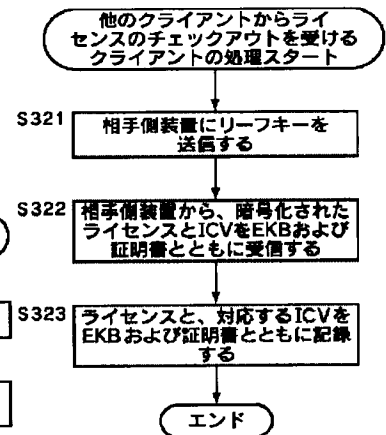 他のクライアントからライ
センスのチェックアウトを受ける
クライアントの処理スタート
S321
相手側装置にリーフキーを
送信する
S322
相手側装置から、暗号化された
ライセンスとICVをEKBおよび
証明書とともに受信する
S323
ライセンスと、対応するICVを
EKBおよび証明書とともに記録
する
エンド